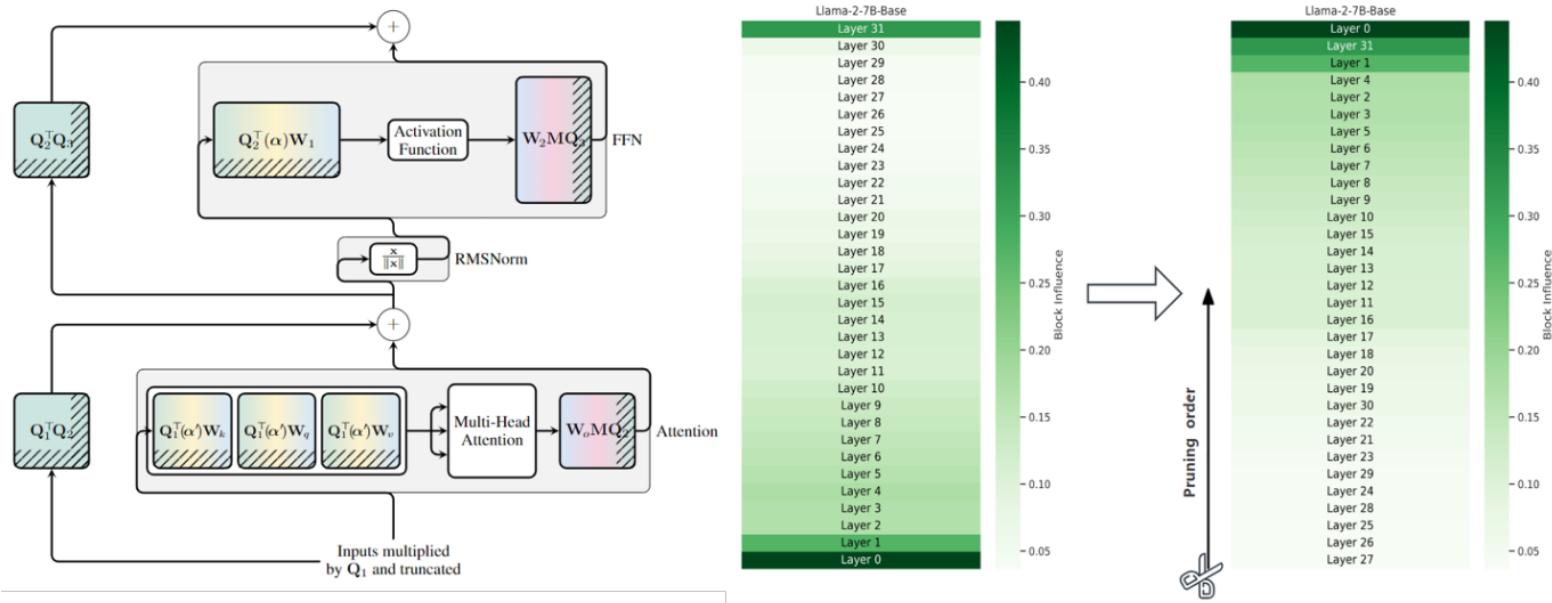 +
Q₂ᵀQ₃
Q₂ᵀ(α)W₁
Activation
Function
W₂MQ₃
FFN
x
‖x‖
RMSNorm
+
Q₁ᵀQ₂
Q₁ᵀ(α')Wₖ
Q₁ᵀ(α')W_q
Q₁ᵀ(α')Wᵥ
Multi-Head
Attention
WₒMQ₂
Attention
Inputs multiplied
by Q₁ and truncated
Llama-2-7B-Base
Layer 31
Layer 30
Layer 29
Layer 28
Layer 27
Layer 26
Layer 25
Layer 24
Layer 23
Layer 22
Layer 21
Layer 20
Layer 19
Layer 18
Layer 17
Layer 16
Layer 15
Layer 14
Layer 13
Layer 12
Layer 11
Layer 10
Layer 9
Layer 8
Layer 7
Layer 6
Layer 5
Layer 4
Layer 3
Layer 2
Layer 1
Layer 0
0.40
0.35
0.30
0.25
0.20
0.15
0.10
0.05
Block Influence
Pruning order
Llama-2-7B-Base
Layer 0
Layer 31
Layer 1
Layer 4
Layer 2
Layer 3
Layer 5
Layer 6
Layer 7
Layer 8
Layer 9
Layer 10
Layer 15
Layer 14
Layer 13
Layer 12
Layer 11
Layer 16
Layer 17
Layer 18
Layer 20
Layer 19
Layer 30
Layer 22
Layer 21
Layer 23
Layer 29
Layer 24
Layer 28
Layer 25
Layer 26
Layer 27
0.40
0.35
0.30
0.25
0.20
0.15
0.10
0.05
Block Influence